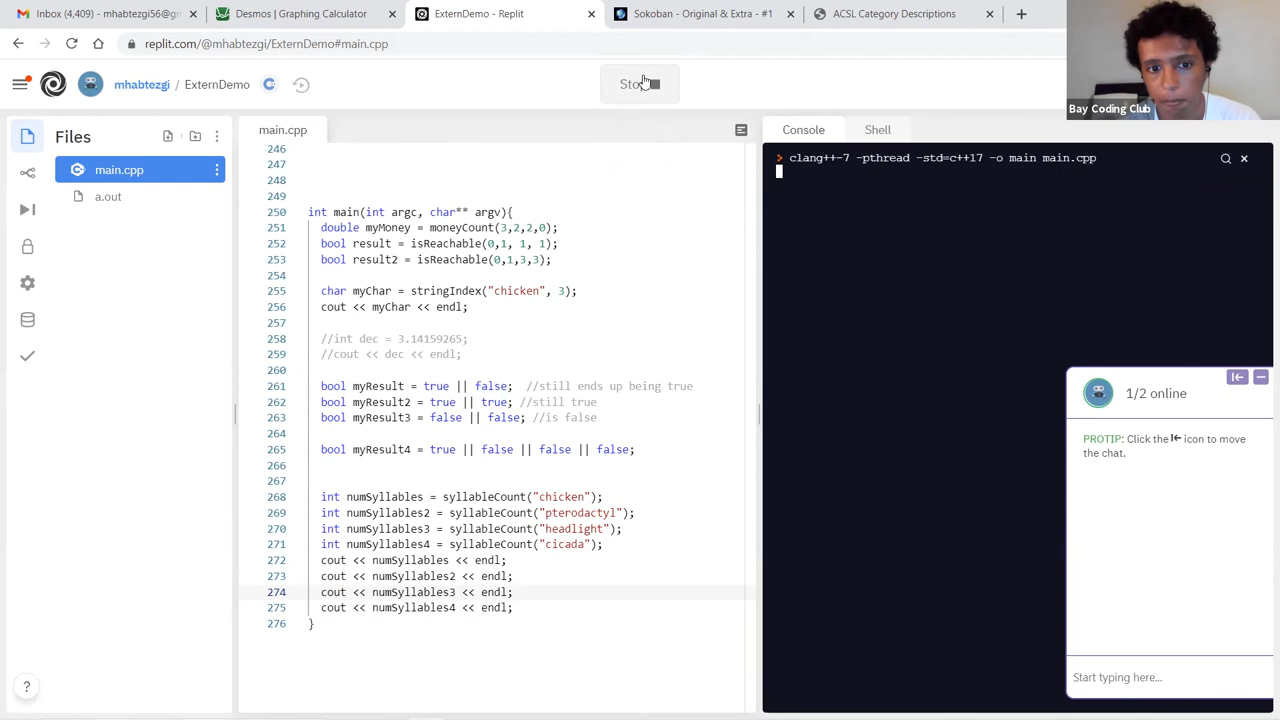 Inbox (4,409) - mhabtezgi56@gm
Desmos | Graphing Calculator
ExternDemo - Replit
Sokoban - Original & Extra - #1
ACSL Category Descriptions
replit.com/@mhabtezgi/ExternDemo#main.cpp
mhabtezgi / ExternDemo
Files
main.cpp
a.out
main.cpp
246
247
248
249
250 int main(int argc, char** argv){
251 double myMoney = moneyCount(3,2,2,0);
252 bool result = isReachable(0,1, 1, 1);
253 bool result2 = isReachable(0,1,3,3);
254
255 char myChar = stringIndex("chicken", 3);
256 cout << myChar << endl;
257
258 //int dec = 3.14159265;
259 //cout << dec << endl;
260
261 bool myResult = true || false; //still ends up being true
262 bool myResult2 = true || true; //still true
263 bool myResult3 = false || false; //is false
264
265 bool myResult4 = true || false || false || false;
266
267
268 int numSyllables = syllableCount("chicken");
269 int numSyllables2 = syllableCount("pterodactyl");
270 int numSyllables3 = syllableCount("headlight");
271 int numSyllables4 = syllableCount("cicada");
272 cout << numSyllables << endl;
273 cout << numSyllables2 << endl;
274 cout << numSyllables3 << endl;
275 cout << numSyllables4 << endl;
276 }
Console
Shell
> clang++-7 -pthread -std=c++17 -o main main.cpp
Bay Coding Club
1/2 online
PROTIP: Click the icon to move
the chat.
Start typing here...
?